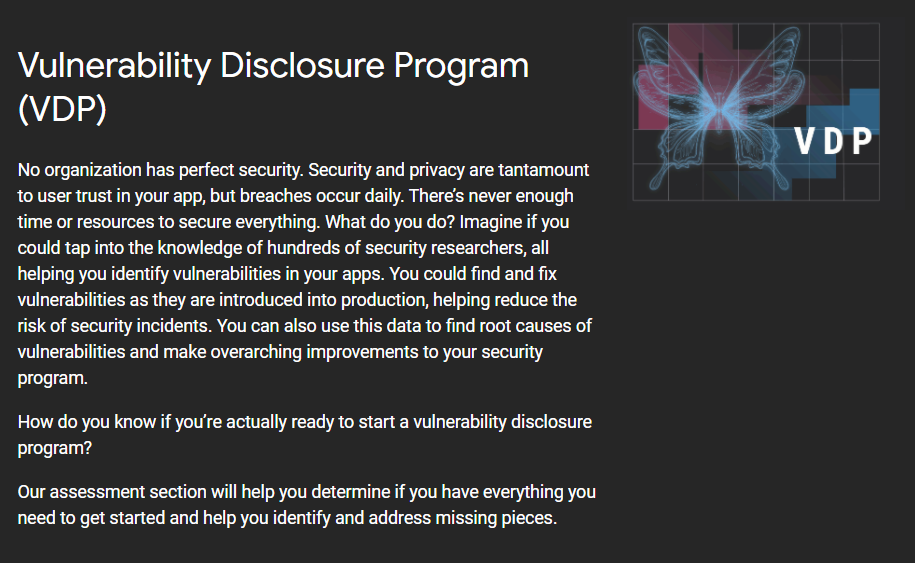 Vulnerability Disclosure Program
(VDP)
VDP
No organization has perfect security. Security and privacy are tantamount
to user trust in your app, but breaches occur daily. There’s never enough
time or resources to secure everything. What do you do? Imagine if you
could tap into the knowledge of hundreds of security researchers, all
helping you identify vulnerabilities in your apps. You could find and fix
vulnerabilities as they are introduced into production, helping reduce the
risk of security incidents. You can also use this data to find root causes of
vulnerabilities and make overarching improvements to your security
program.
How do you know if you’re actually ready to start a vulnerability disclosure
program?
Our assessment section will help you determine if you have everything you
need to get started and help you identify and address missing pieces.